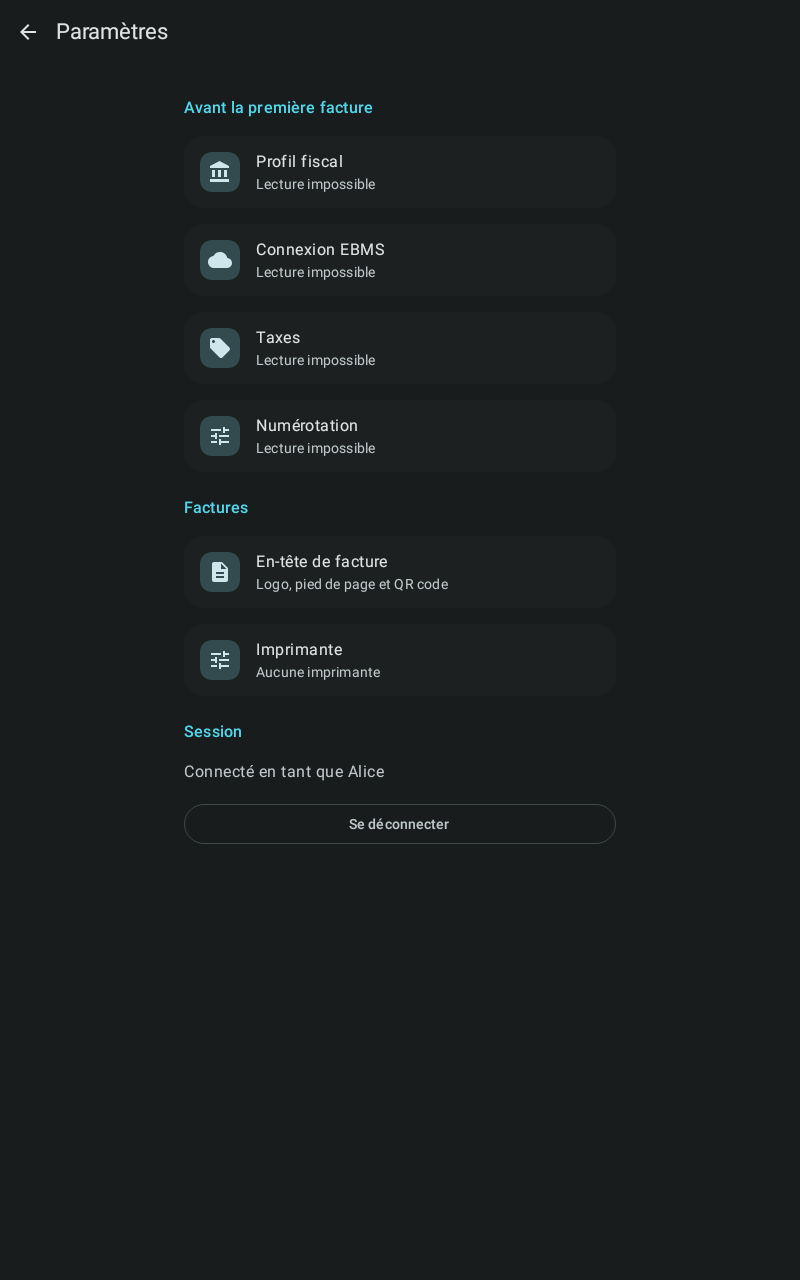 Paramètres
Avant la première facture
Profil fiscal
Lecture impossible
Connexion EBMS
Lecture impossible
Taxes
Lecture impossible
Numérotation
Lecture impossible
Factures
En-tête de facture
Logo, pied de page et QR code
Imprimante
Aucune imprimante
Session
Connecté en tant que Alice
Se déconnecter